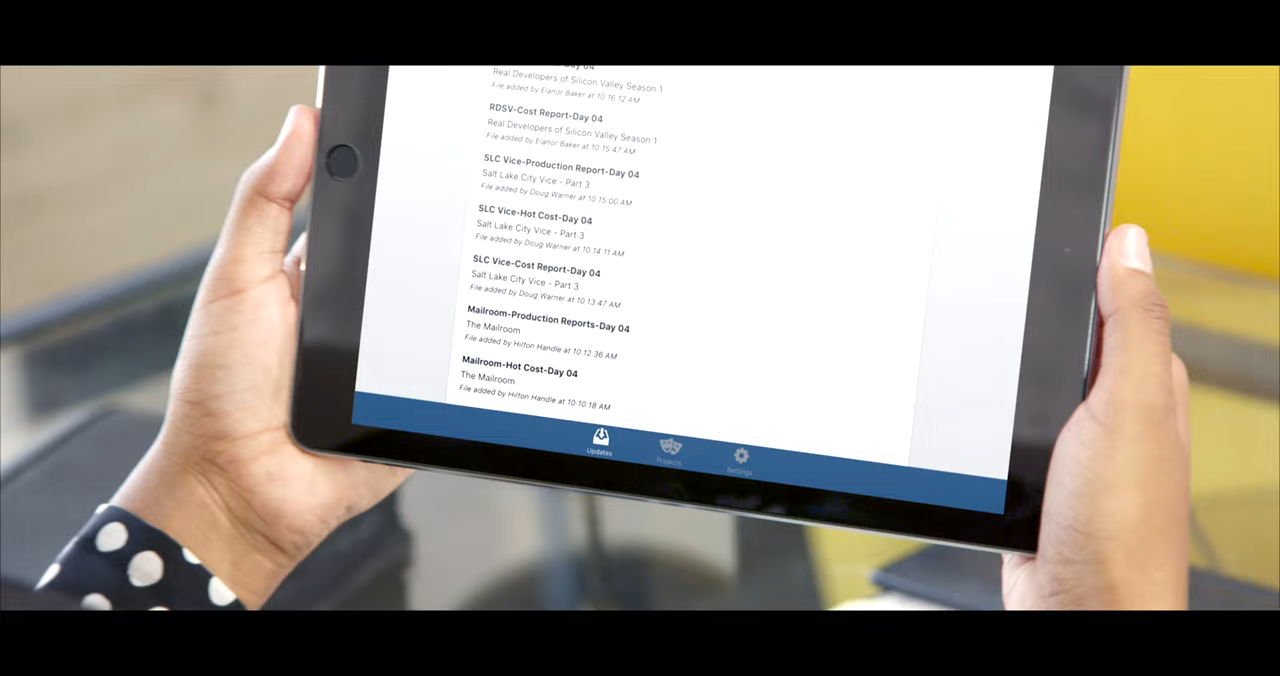 Day 04
Real Developers of Silicon Valley Season 1
File added by Elanor Baker at 10:16:12 AM
RDSV-Cost Report-Day 04
Real Developers of Silicon Valley Season 1
File added by Elanor Baker at 10:15:47 AM
SLC Vice-Production Report-Day 04
Salt Lake City Vice - Part 3
File added by Doug Warner at 10:15:00 AM
SLC Vice-Hot Cost-Day 04
Salt Lake City Vice - Part 3
File added by Doug Warner at 10:14:11 AM
SLC Vice-Cost Report-Day 04
Salt Lake City Vice - Part 3
File added by Doug Warner at 10:13:47 AM
Mailroom-Production Reports-Day 04
The Mailroom
File added by Hilton Handle at 10:12:36 AM
Mailroom-Hot Cost-Day 04
The Mailroom
File added by Hilton Handle at 10:10:18 AM
Updates
Projects
Settings